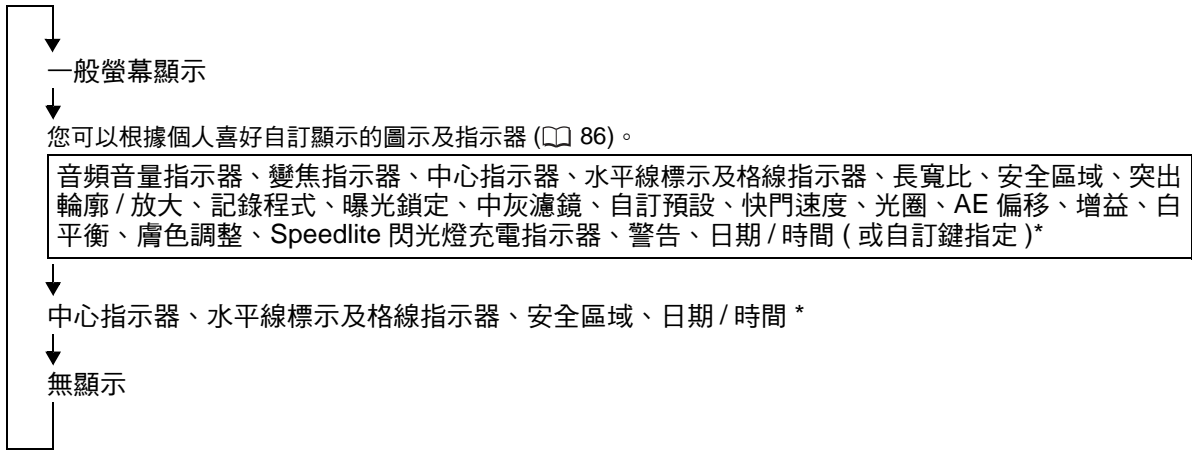 一般螢幕顯示
您可以根據個人喜好自訂顯示的圖示及指示器 (📖 86)。
音頻音量指示器、變焦指示器、中心指示器、水平線標示及格線指示器、長寬比、安全區域、突出
輪廓 / 放大、記錄程式、曝光鎖定、中灰濾鏡、自訂預設、快門速度、光圈、AE 偏移、增益、白
平衡、膚色調整、Speedlite 閃光燈充電指示器、警告、日期 / 時間 ( 或自訂鍵指定 )*
中心指示器、水平線標示及格線指示器、安全區域、日期 / 時間 *
無顯示